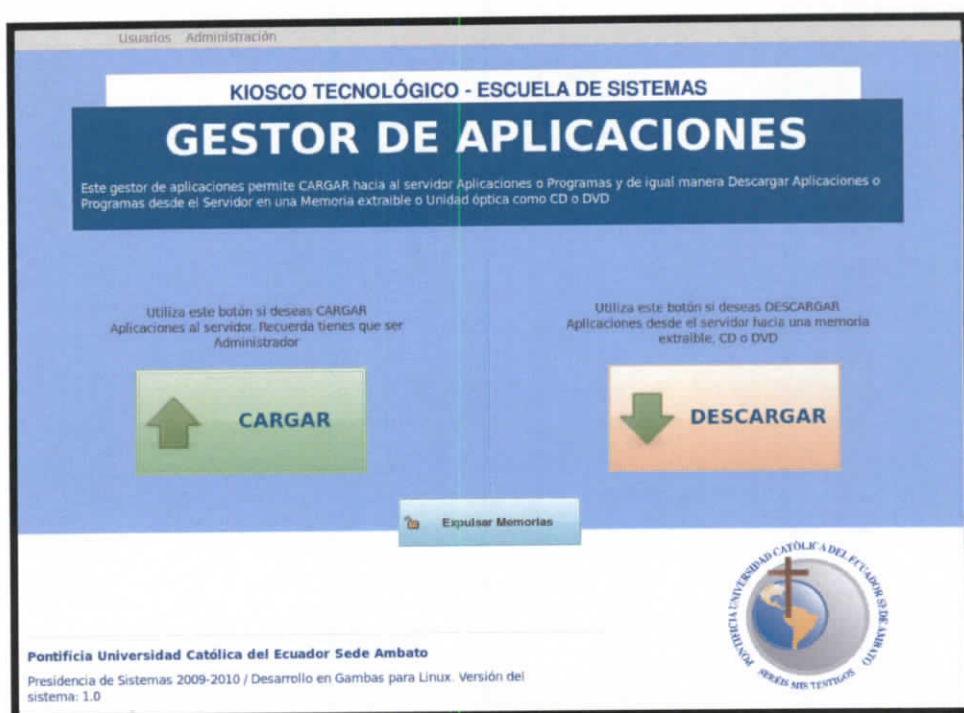 Usuarios Administración
KIOSCO TECNOLÓGICO - ESCUELA DE SISTEMAS
GESTOR DE APLICACIONES
Este gestor de aplicaciones permite CARGAR hacia al servidor Aplicaciones o Programas y de igual manera Descargar Aplicaciones o
Programas desde el Servidor en una Memoria extraible o Unidad óptica como CD o DVD
Utiliza este botón si deseas CARGAR
Aplicaciones al servidor. Recuerda tienes que ser
Administrador
Utiliza este botón si deseas DESCARGAR
Aplicaciones desde el servidor hacia una memoria
extraible, CD o DVD
CARGAR
DESCARGAR
Expulsar Memorias
PONTIFICIA UNIVERSIDAD CATÓLICA DEL ECUADOR SEDE AMBATO
SERÉIS MIS TESTIGOS
Pontificia Universidad Católica del Ecuador Sede Ambato
Presidencia de Sistemas 2009-2010 / Desarrollo en Gambas para Linux. Versión del
sistema: 1.0